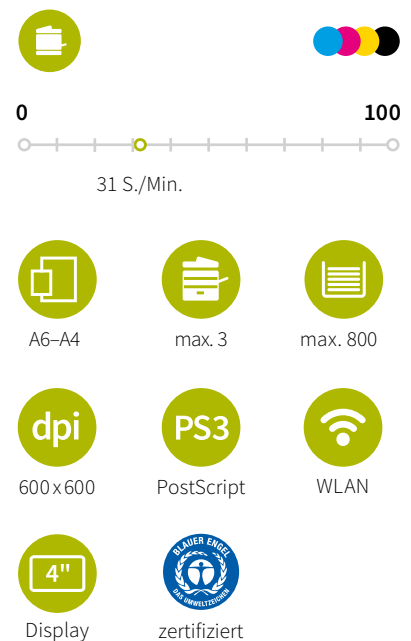 0 100
31 S./Min.
A6–A4 max. 3 max. 800
dpi PS3
600 x 600 PostScript WLAN
4"
BLAUER ENGEL
DAS UMWELTZEICHEN
Display zertifiziert